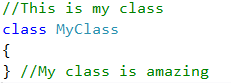 //This is my class
class MyClass
{
} //My class is amazing